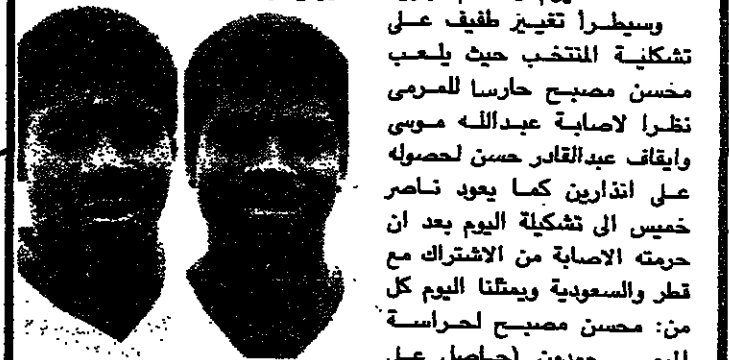 وسيطرأ تغيير طفيف على
تشكلية المنتخب حيث يلعب
محسن مصبح حارسا للمرمى
نظرا لاصابة عبدالله موسى
وايقاف عبدالقادر حسن لحصوله
على انذارين كما يعود ناصر
خميس الى تشكيلة اليوم بعد ان
حرمته الاصابة من الاشتراك مع
قطر والسعودية ويمثلنا اليوم كل
من: محسن مصبح لحراسة